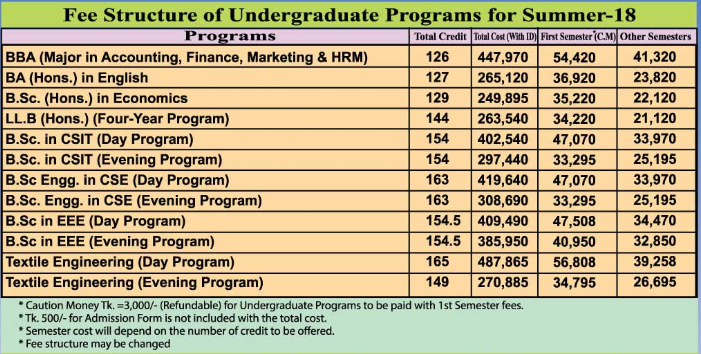 Fee Structure of Undergraduate Programs for Summer-18
Programs Total Credit Total Cost (With ID) First Semester*(C.M) Other Semesters
BBA (Major in Accounting, Finance, Marketing & HRM) 126 447,970 54,420 41,320
BA (Hons.) in English 127 265,120 36,920 23,820
B.Sc. (Hons.) in Economics 129 249,895 35,220 22,120
LL.B (Hons.) (Four-Year Program) 144 263,540 34,220 21,120
B.Sc. in CSIT (Day Program) 154 402,540 47,070 33,970
B.Sc. in CSIT (Evening Program) 154 297,440 33,295 25,195
B.Sc Engg. in CSE (Day Program) 163 419,640 47,070 33,970
B.Sc. Engg. in CSE (Evening Program) 163 308,690 33,295 25,195
B.Sc in EEE (Day Program) 154.5 409,490 47,508 34,470
B.Sc in EEE (Evening Program) 154.5 385,950 40,950 32,850
Textile Engineering (Day Program) 165 487,865 56,808 39,258
Textile Engineering (Evening Program) 149 270,885 34,795 26,695
* Caution Money Tk. =3,000/- (Refundable) for Undergraduate Programs to be paid with 1st Semester fees.
* Tk. 500/- for Admission Form is not included with the total cost.
* Semester cost will depend on the number of credit to be offered.
* Fee structure may be changed